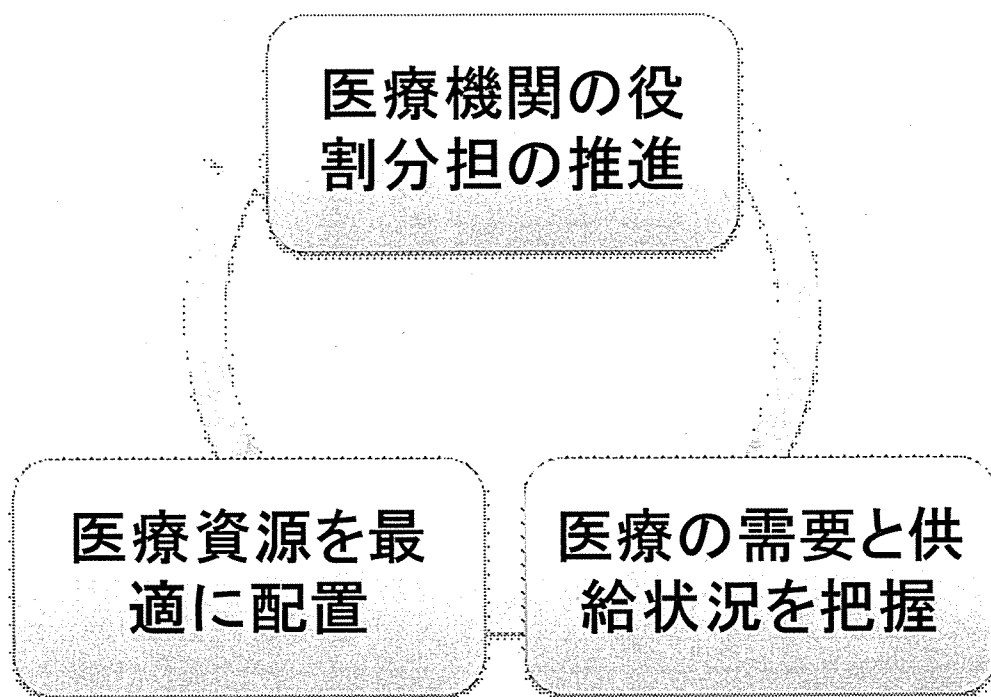 医療機関の役
割分担の推進
医療資源を最
適に配置
医療の需要と供
給状況を把握